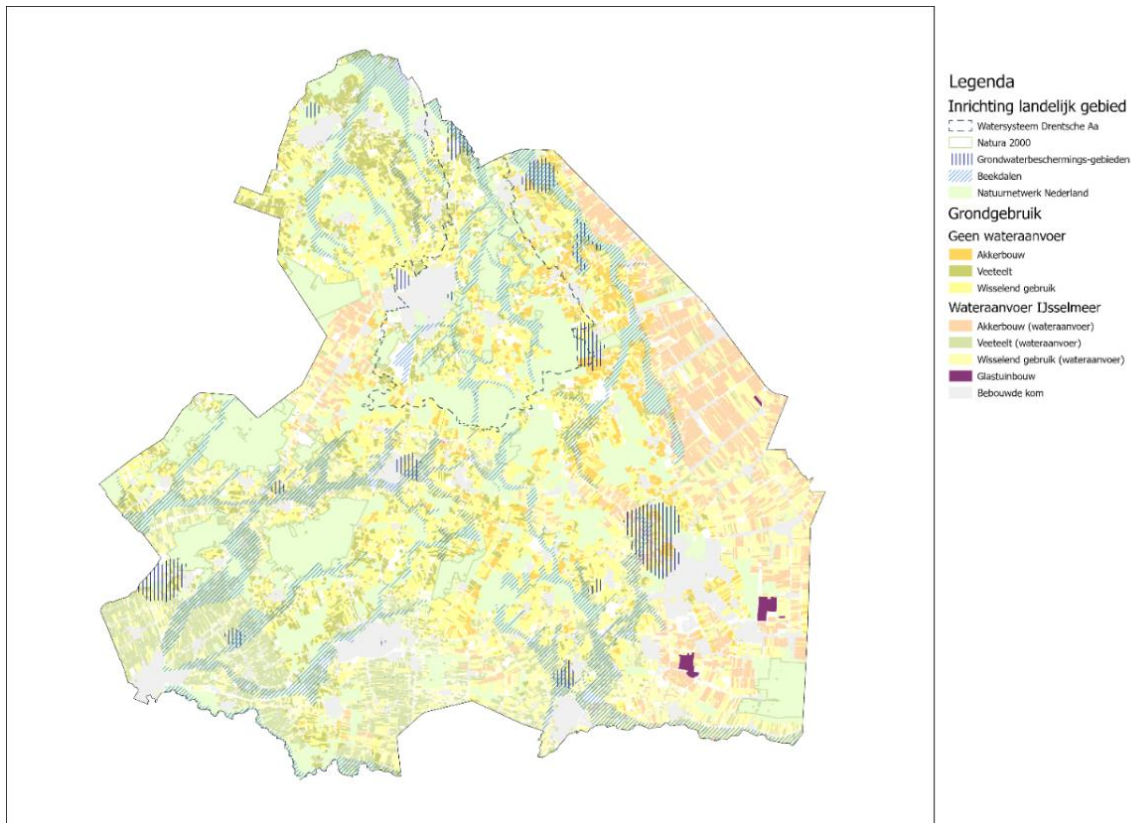 Legenda
Inrichting landelijk gebied
Watersysteem Drentsche Aa
Natura 2000
Grondwaterbeschermings-gebieden
Beekdalen
Natuurnetwerk Nederland
Grondgebruik
Geen wateraanvoer
Akkerbouw
Veeteelt
Wisselend gebruik
Wateraanvoer IJsselmeer
Akkerbouw (wateraanvoer)
Veeteelt (wateraanvoer)
Wisselend gebruik (wateraanvoer)
Glastuinbouw
Bebouwde kom